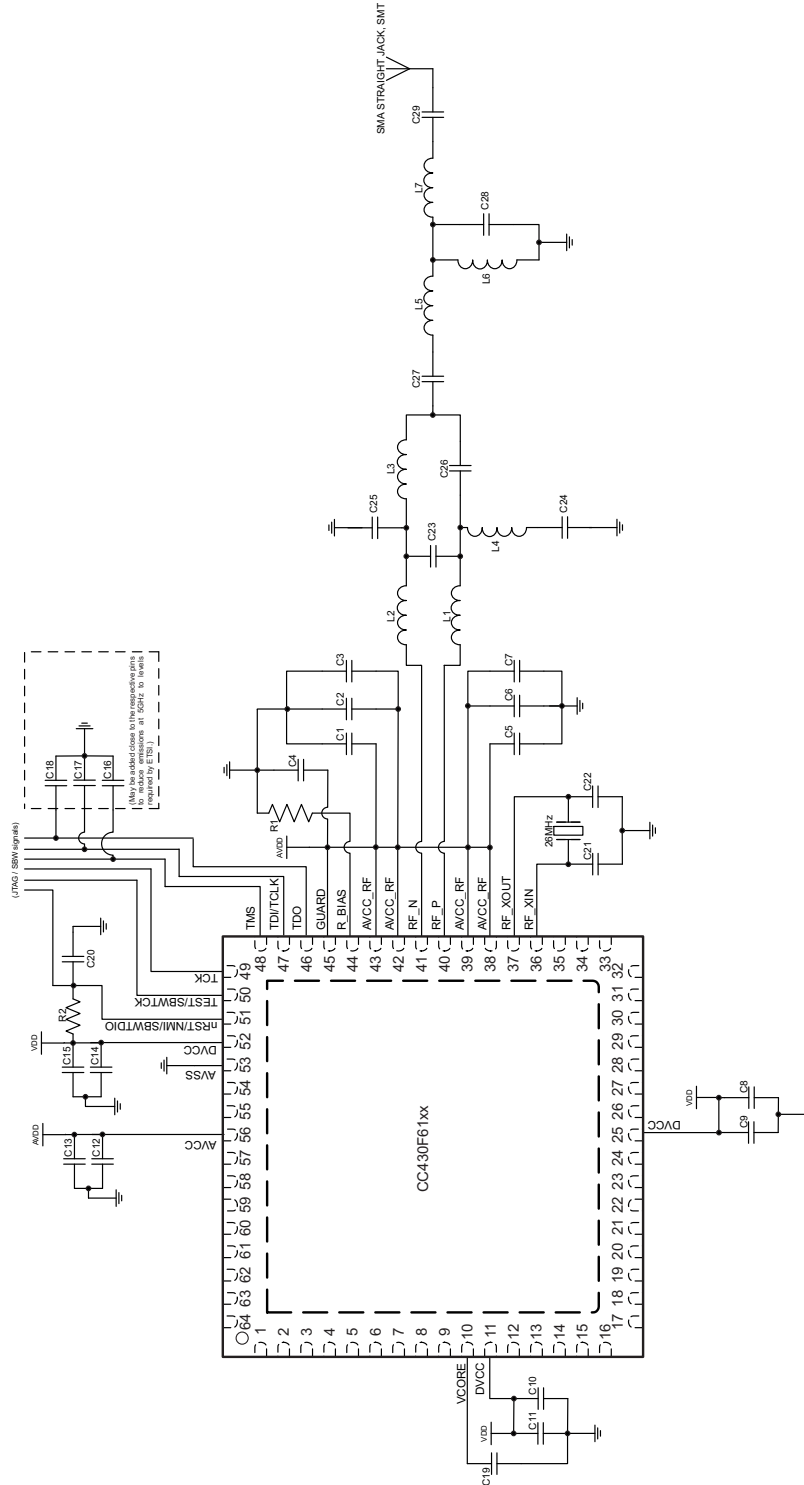 SMA STRAIGHT JACK, SMT
C29
L7
C28
L6
L5
C27
L3
C26
C25
C23
L4
C24
L2
L1
C18
C17
C16
(May be added close to the respective pins
to reduce emissions at 5GHz to levels
required by ETSI.)
(JTAG / SBW signals)
C3
C2
C1
C4
R1
AVDD
C7
C6
C5
C22
26MHz
C21
C20
R2
VDD
C15
C14
AVDD
C13
C12
TMS
TDI/TCLK
TDO
GUARD
R_BIAS
AVCC_RF
AVCC_RF
RF_N
RF_P
AVCC_RF
AVCC_RF
RF_XOUT
RF_XIN
48
47
46
45
44
43
42
41
40
39
38
37
36
35
34
33
TCK
TEST/SBWTCK
nRST/NMI/SBWTDIO
DVCC
AVSS
AVCC
49
50
51
52
53
54
55
56
57
58
59
60
61
62
63
64
CC430F61xx
32
31
30
29
28
27
26
25
24
23
22
21
20
19
18
17
DVCC
VDD
C8
C9
1
2
3
4
5
6
7
8
9
10
11
12
13
14
15
16
VCORE
DVCC
VDD
C10
C11
C19